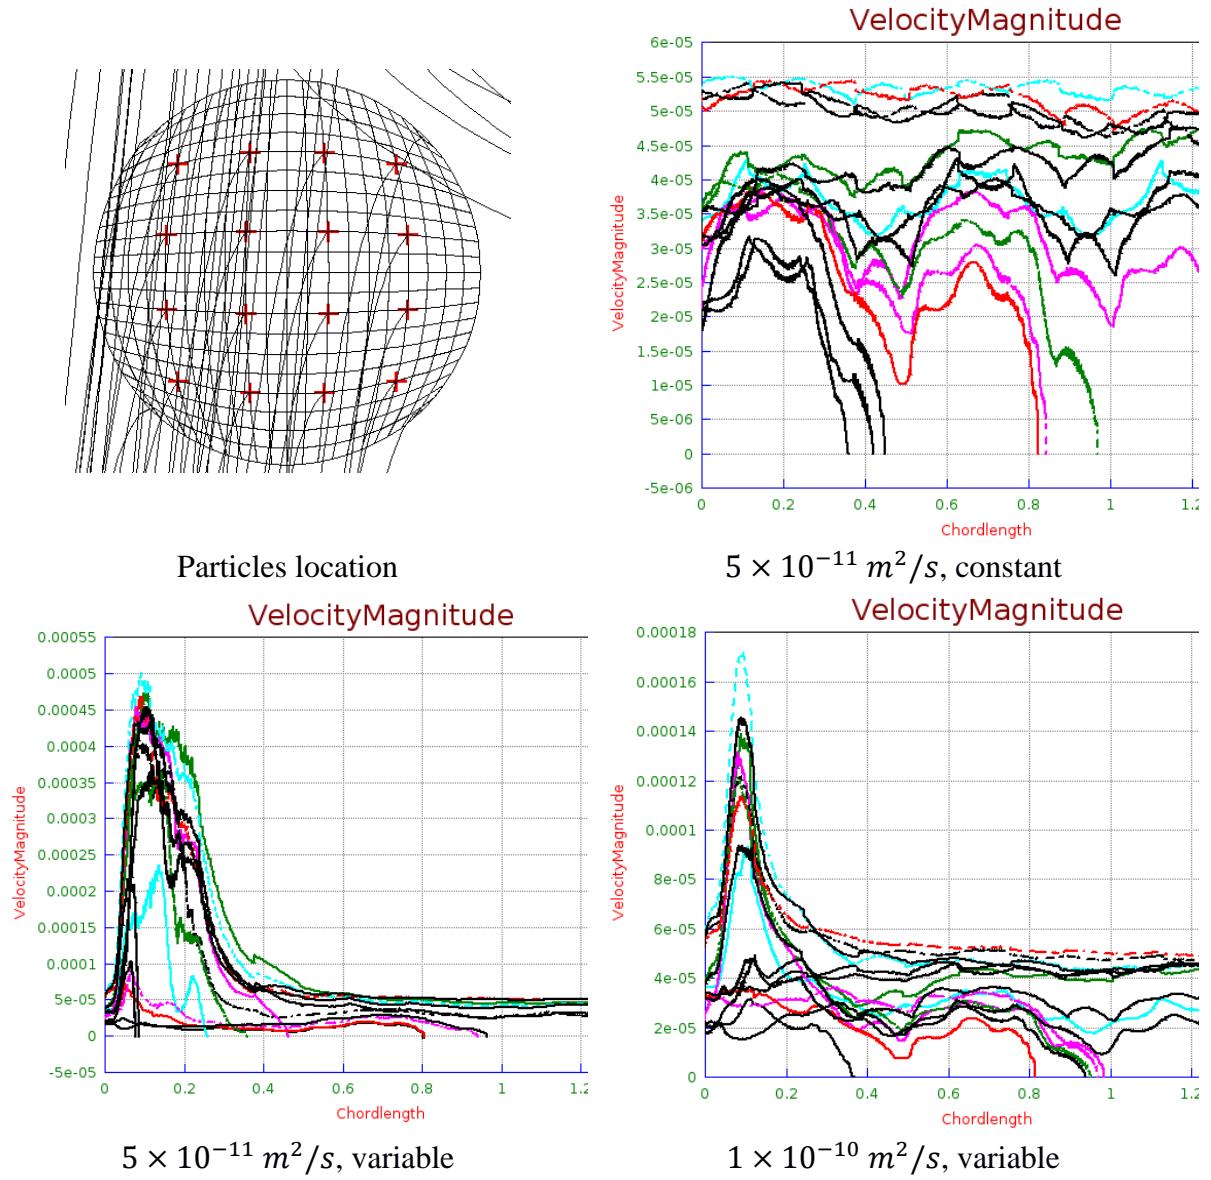 VelocityMagnitude
6e-05
5.5e-05
5e-05
4.5e-05
4e-05
3.5e-05
3e-05
2.5e-05
2e-05
1.5e-05
1e-05
5e-06
0
-5e-06
VelocityMagnitude
0 0.2 0.4 0.6 0.8 1 1.2
Chordlength
Particles location
5 × 10⁻¹¹ m²/s, constant
VelocityMagnitude
0.00055
0.0005
0.00045
0.0004
0.00035
0.0003
0.00025
0.0002
0.00015
0.0001
5e-05
0
-5e-05
VelocityMagnitude
0 0.2 0.4 0.6 0.8 1 1.2
Chordlength
5 × 10⁻¹¹ m²/s, variable
VelocityMagnitude
0.00018
0.00016
0.00014
0.00012
0.0001
8e-05
6e-05
4e-05
2e-05
0
VelocityMagnitude
0 0.2 0.4 0.6 0.8 1 1.2
Chordlength
1 × 10⁻¹⁰ m²/s, variable